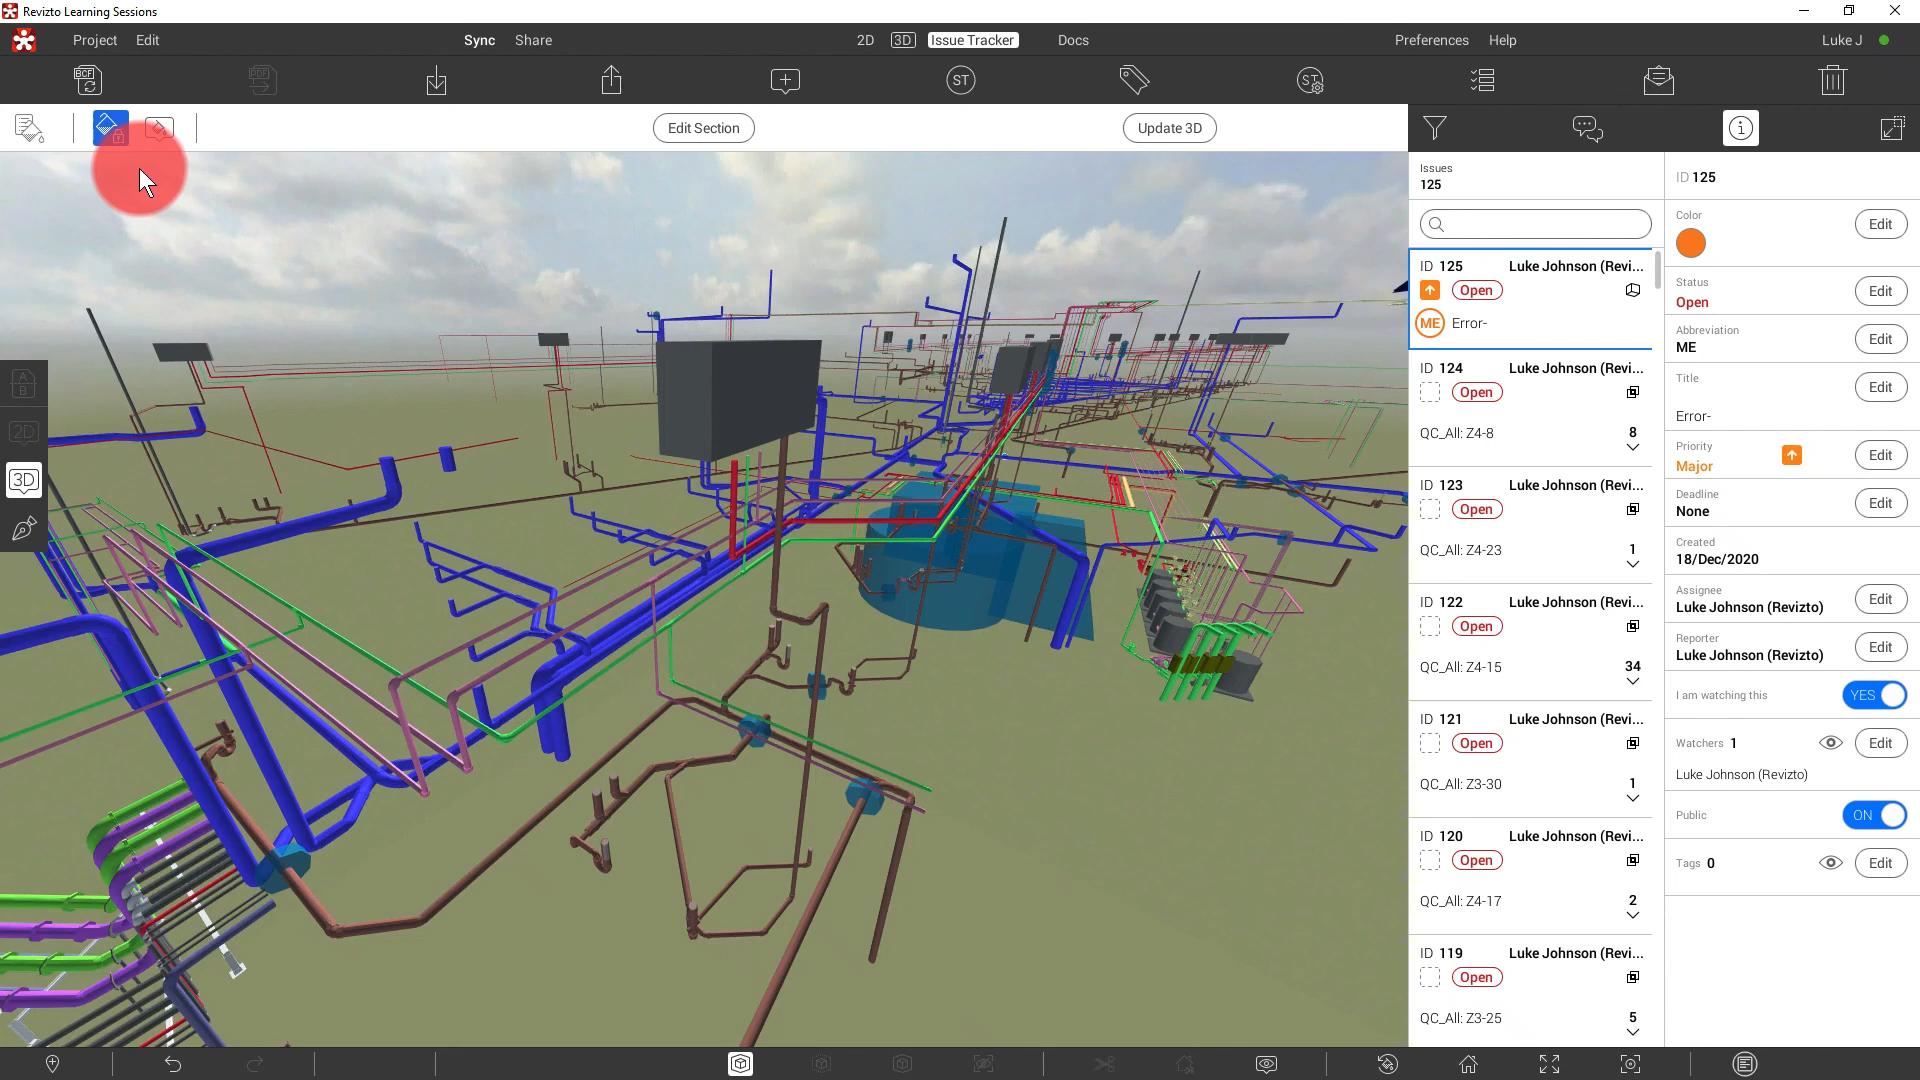 Revizto Learning Sessions
Project Edit Sync Share 2D 3D Issue Tracker Docs Preferences Help Luke J
BCF PDF ST ST
Edit Section Update 3D
Issues
125
ID 125
Color Edit
ID 125 Luke Johnson (Revi...
Open
ME Error-
Status
Open Edit
Abbreviation
ME Edit
ID 124 Luke Johnson (Revi...
Open
QC_All: Z4-8 8
Title Edit
Error-
Priority
Major Edit
ID 123 Luke Johnson (Revi...
Open
QC_All: Z4-23 1
Deadline
None Edit
Created
18/Dec/2020
ID 122 Luke Johnson (Revi...
Open
QC_All: Z4-15 34
Assignee
Luke Johnson (Revizto) Edit
Reporter
Luke Johnson (Revizto) Edit
I am watching this YES
ID 121 Luke Johnson (Revi...
Open
QC_All: Z3-30 1
Watchers 1 Edit
Luke Johnson (Revizto)
Public ON
ID 120 Luke Johnson (Revi...
Open
QC_All: Z4-17 2
Tags 0 Edit
ID 119 Luke Johnson (Revi...
Open
QC_All: Z3-25 5
A
B
2D
3D